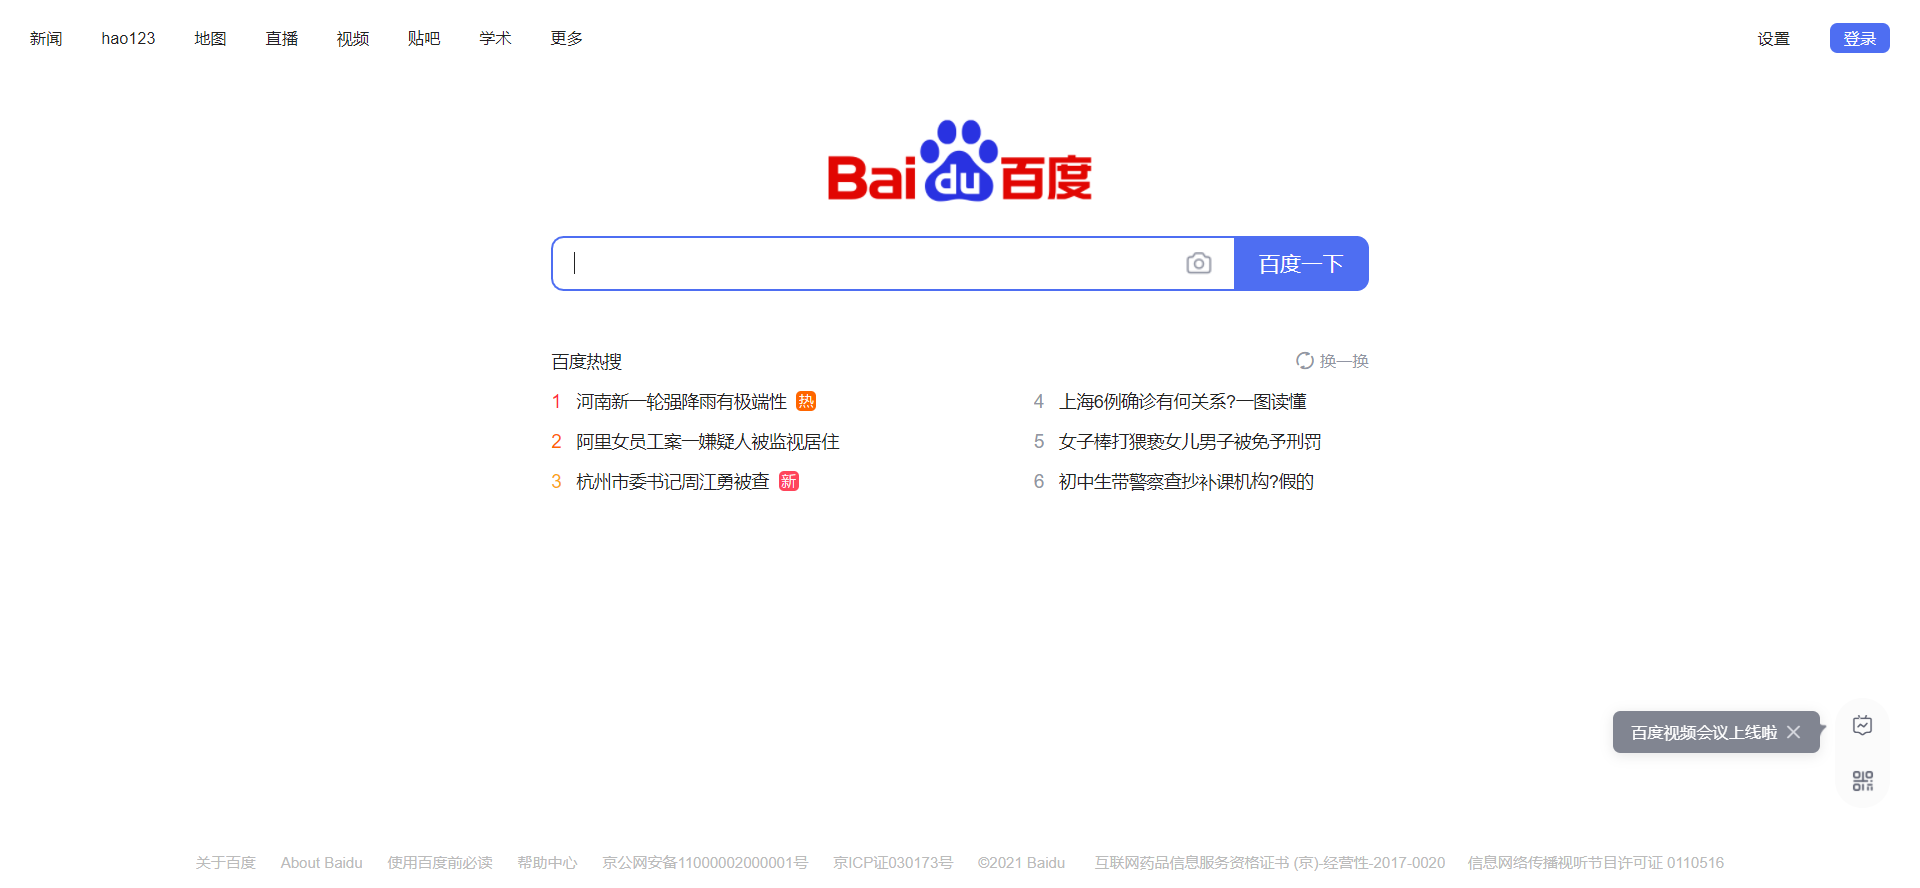 新闻 hao123 地图 直播 视频 贴吧 学术 更多 设置 登录
Bai du 百度
百度一下
百度热搜 换一换
1 河南新一轮强降雨有极端性 热
2 阿里女员工案一嫌疑人被监视居住
3 杭州市委书记周江勇被查 新
4 上海6例确诊有何关系?一图读懂
5 女子棒打猥亵女儿男子被免予刑罚
6 初中生带警察查抄补课机构?假的
百度视频会议上线啦
关于百度 About Baidu 使用百度前必读 帮助中心 京公网安备11000002000001号 京ICP证030173号 ©2021 Baidu 互联网药品信息服务资格证书 (京)-经营性-2017-0020 信息网络传播视听节目许可证 0110516